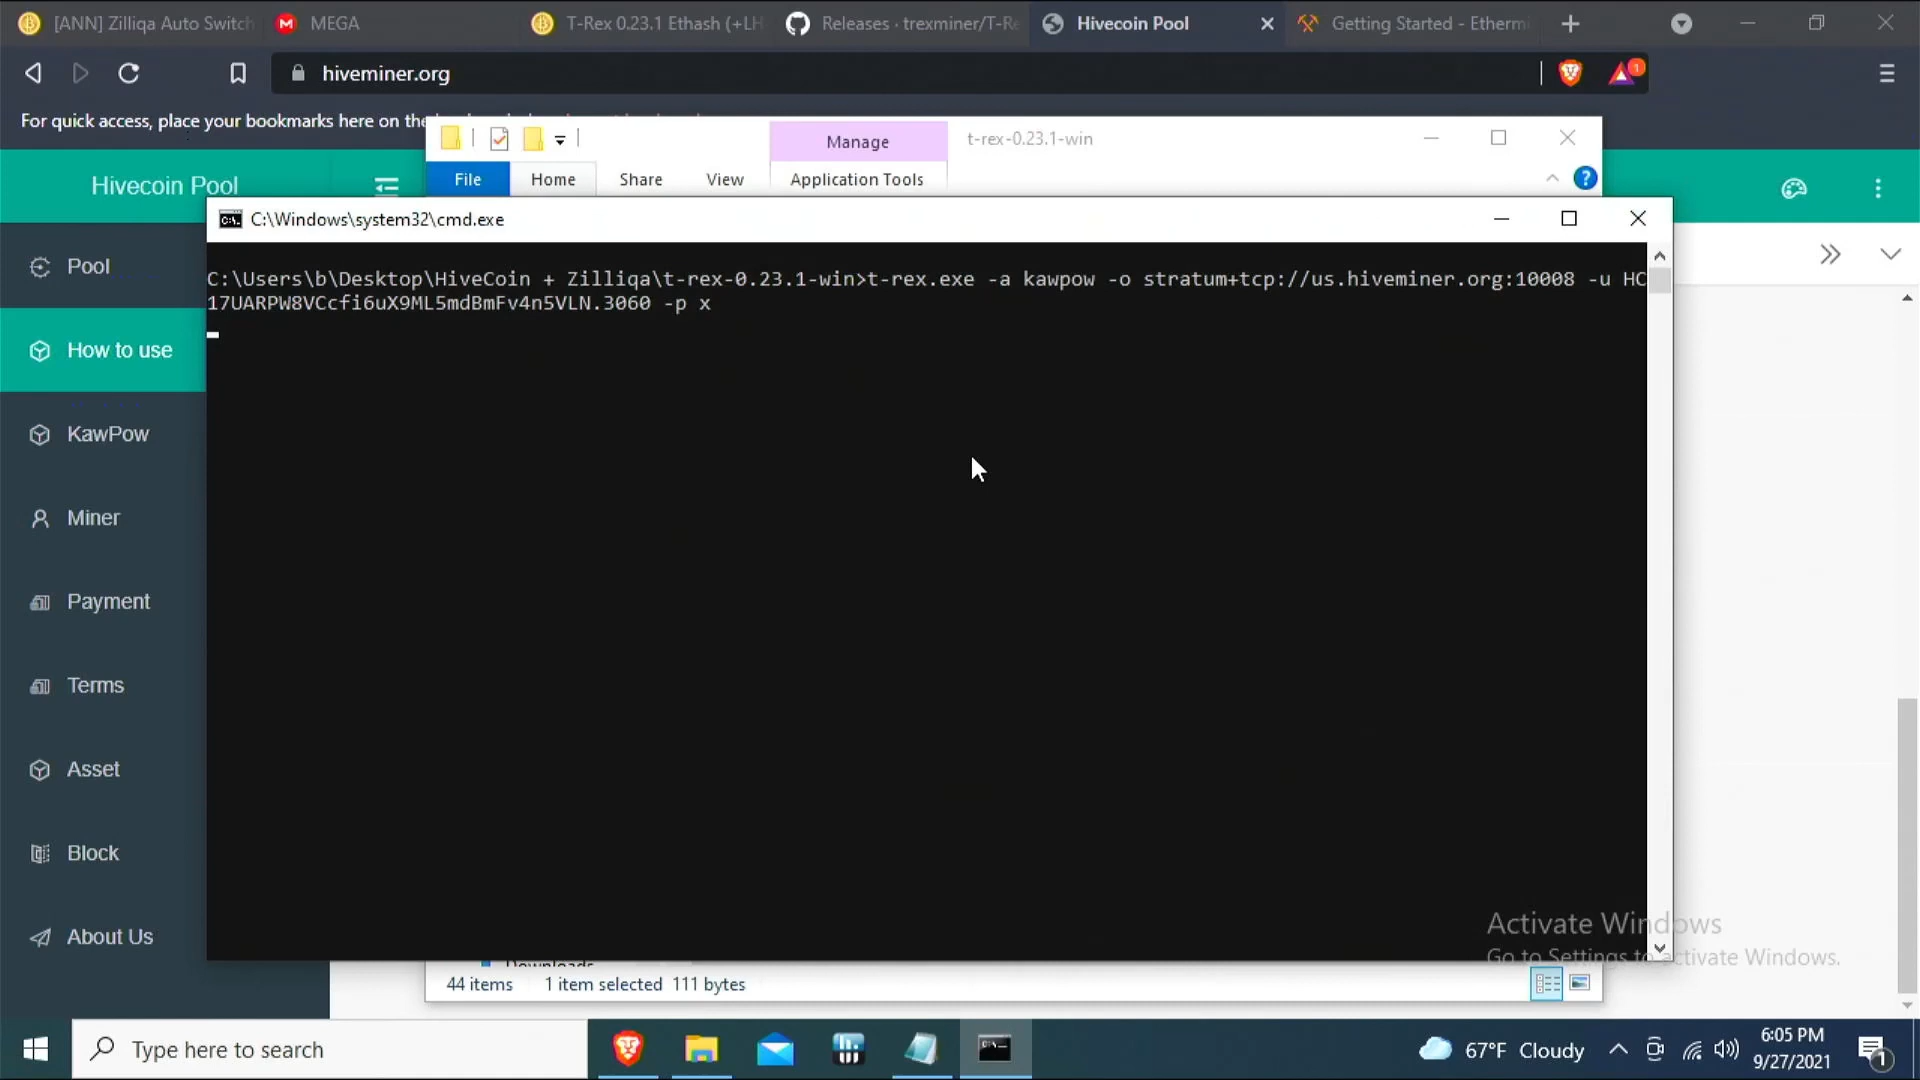 [ANN] Zilliqa Auto Switch
MEGA
T-Rex 0.23.1 Ethash (+LH
Releases · trexminer/T-Re
Hivecoin Pool
Getting Started - Ethermi
hiveminer.org
1
For quick access, place your bookmarks here on the
Manage
t-rex-0.23.1-win
File
Home
Share
View
Application Tools
Hivecoin Pool
C:\Windows\system32\cmd.exe
C:\Users\b\Desktop\HiveCoin + Zilliqa\t-rex-0.23.1-win>t-rex.exe -a kawpow -o stratum+tcp://us.hiveminer.org:10008 -u HC
17UARPW8VCcfi6uX9ML5mdBmFv4n5VLN.3060 -p x
Pool
How to use
KawPow
Miner
Payment
Terms
Asset
Block
About Us
Activate Windows
Go to Settings to activate Windows.
Downloads
44 items
1 item selected 111 bytes
Type here to search
67°F Cloudy
6:05 PM
9/27/2021
1